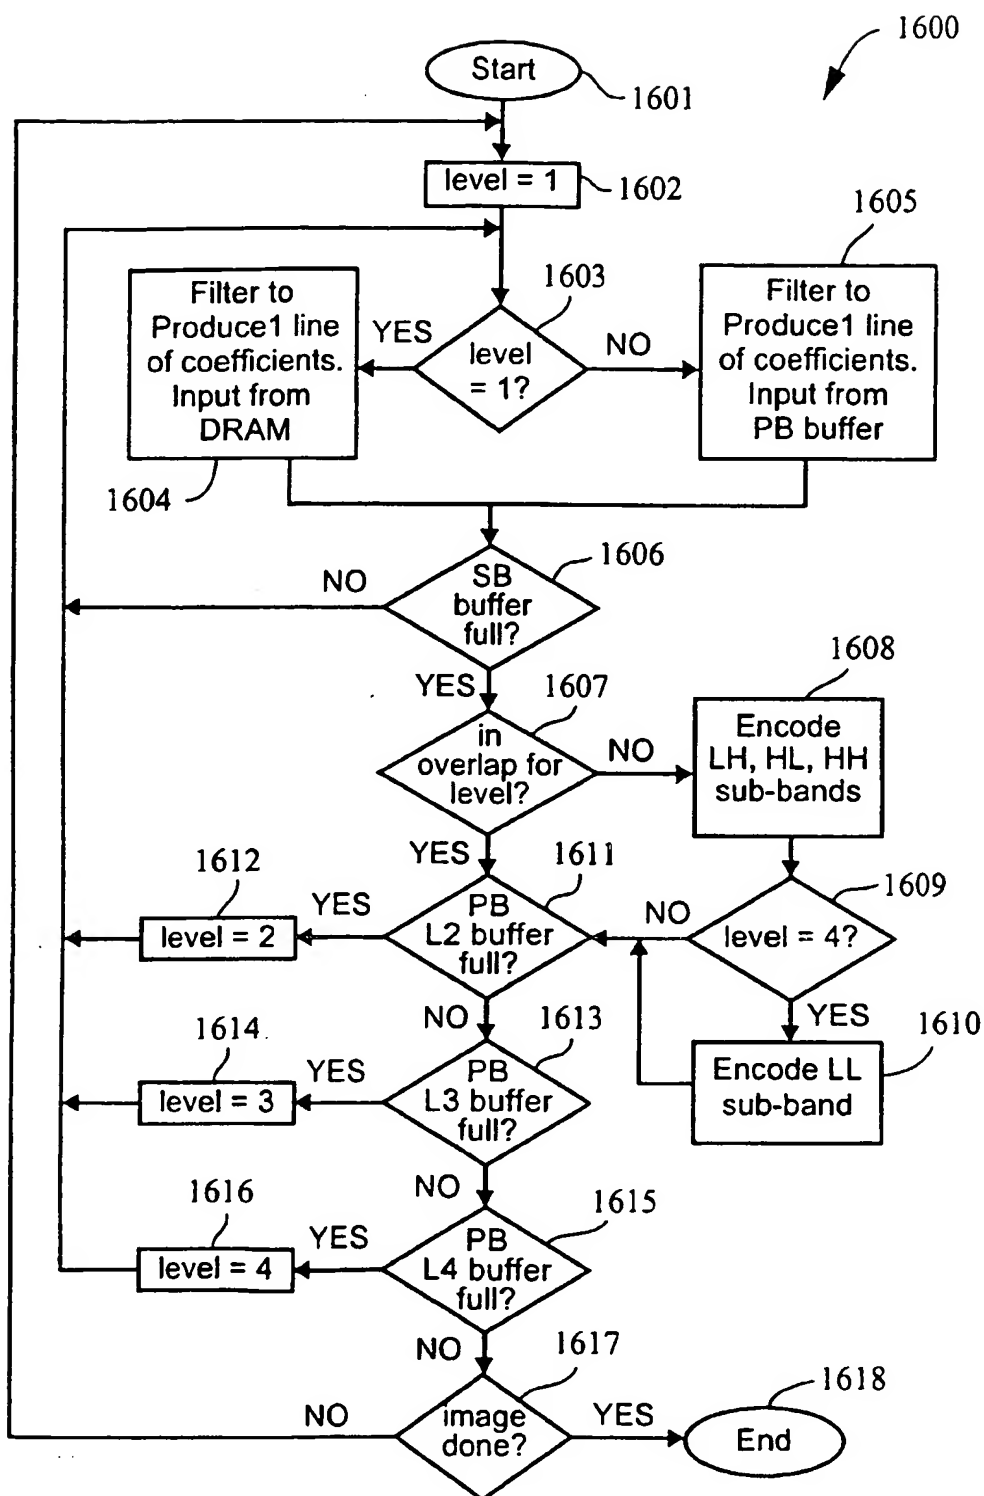 1600
Start
1601
level = 1
1602
1605
Filter to
Produce1 line
of coefficients.
Input from
DRAM
1604
YES
1603
level
= 1?
NO
Filter to
Produce1 line
of coefficients.
Input from
PB buffer
1606
SB
buffer
full?
NO
YES
1607
in
overlap for
level?
NO
1608
Encode
LH, HL, HH
sub-bands
YES
1611
1609
level = 4?
NO
YES
1610
Encode LL
sub-band
PB
L2 buffer
full?
YES
1612
level = 2
NO
1613
PB
L3 buffer
full?
YES
1614
level = 3
NO
1615
PB
L4 buffer
full?
YES
1616
level = 4
NO
1617
image
done?
NO
YES
1618
End